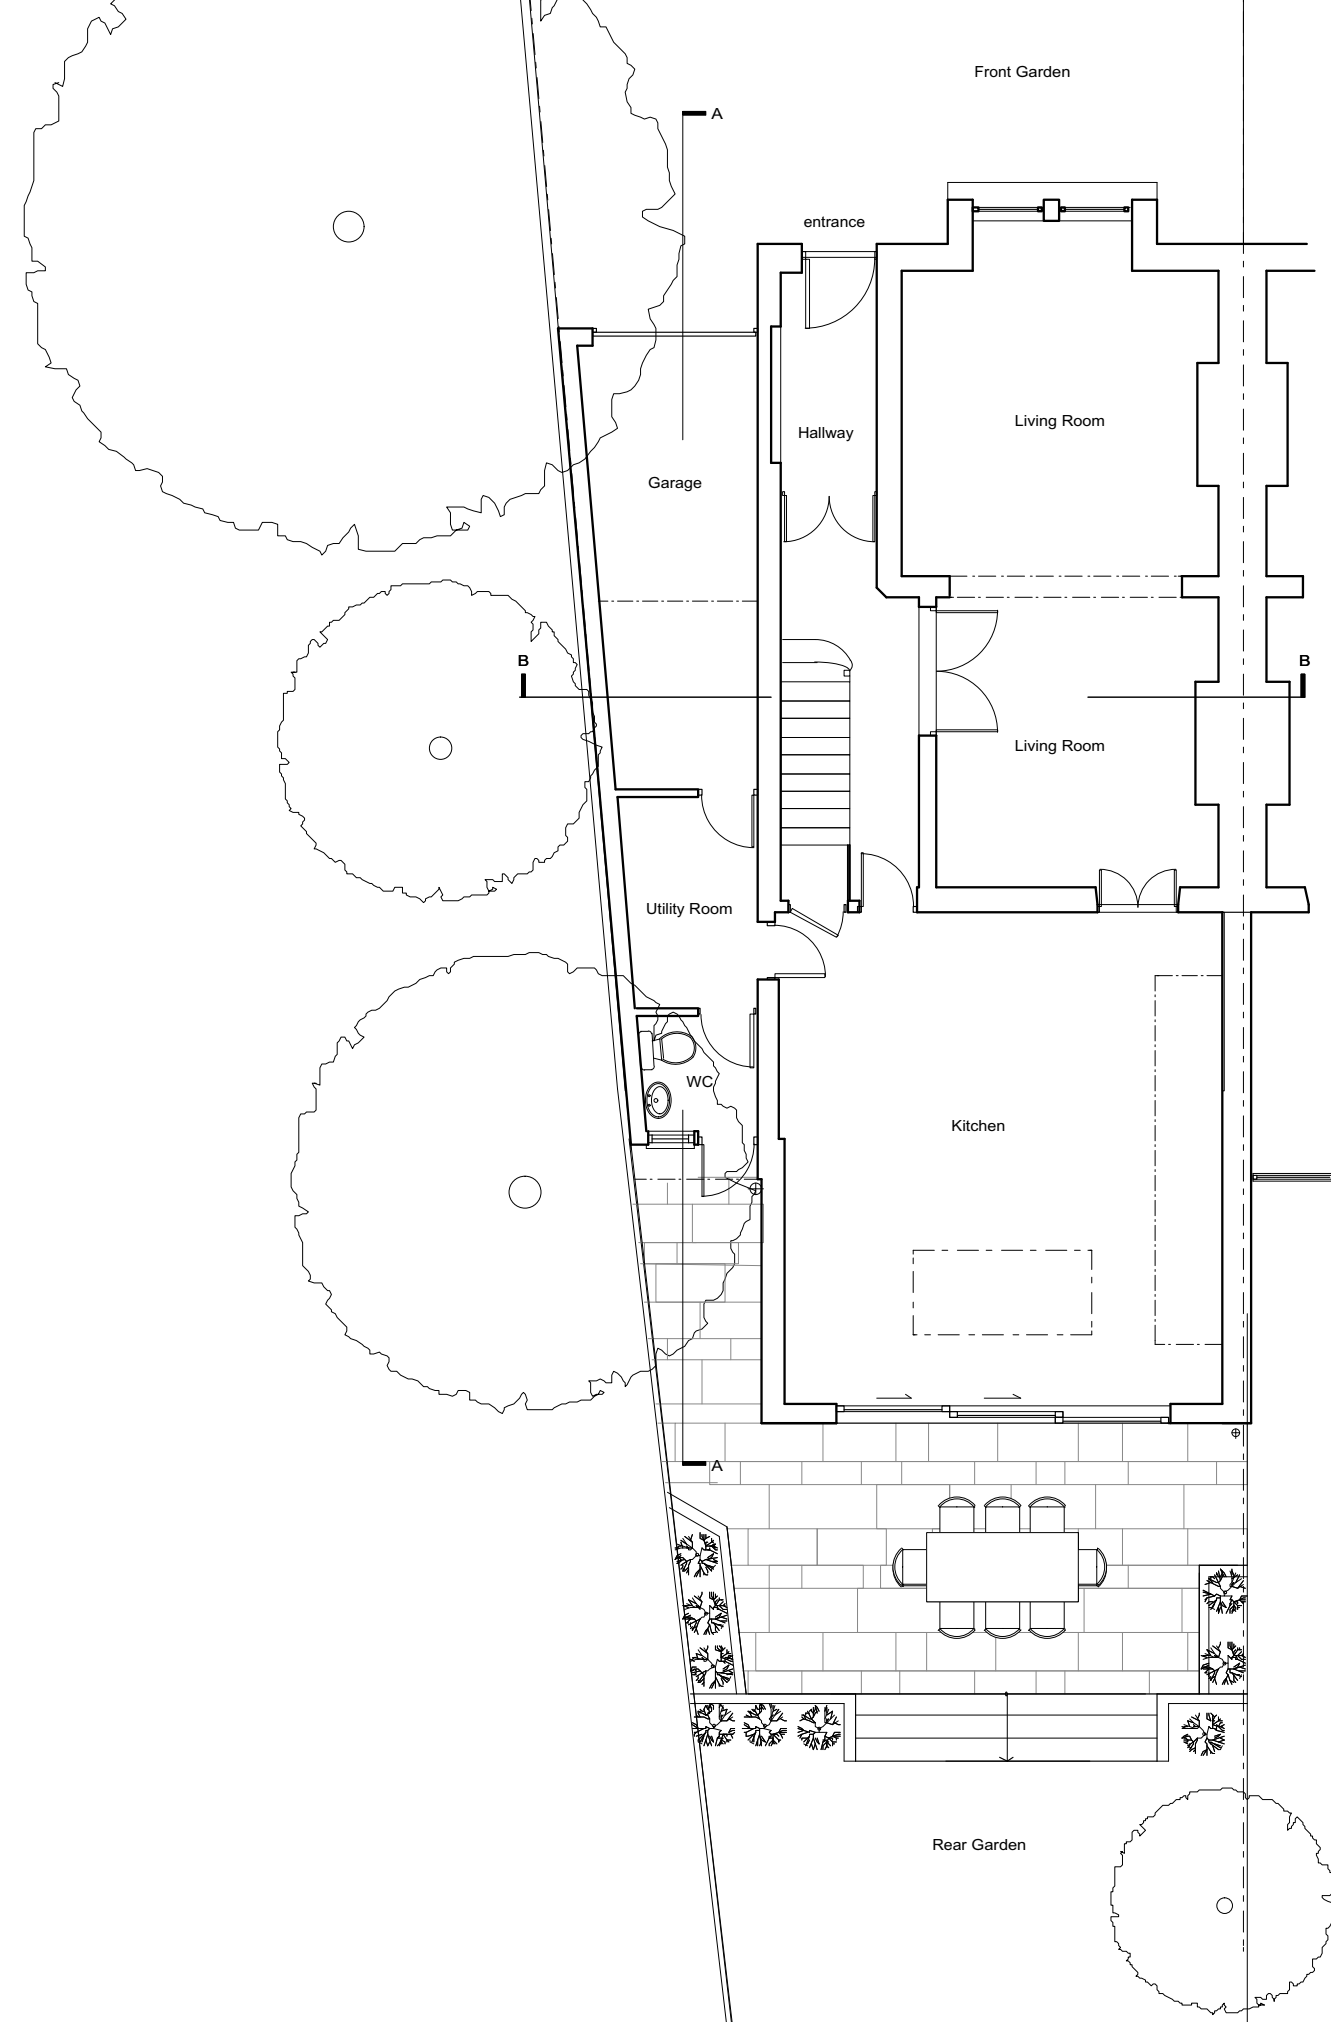 Front Garden
A
entrance
Living Room
Hallway
Garage
B
B
Living Room
Utility Room
WC
Kitchen
A
Rear Garden